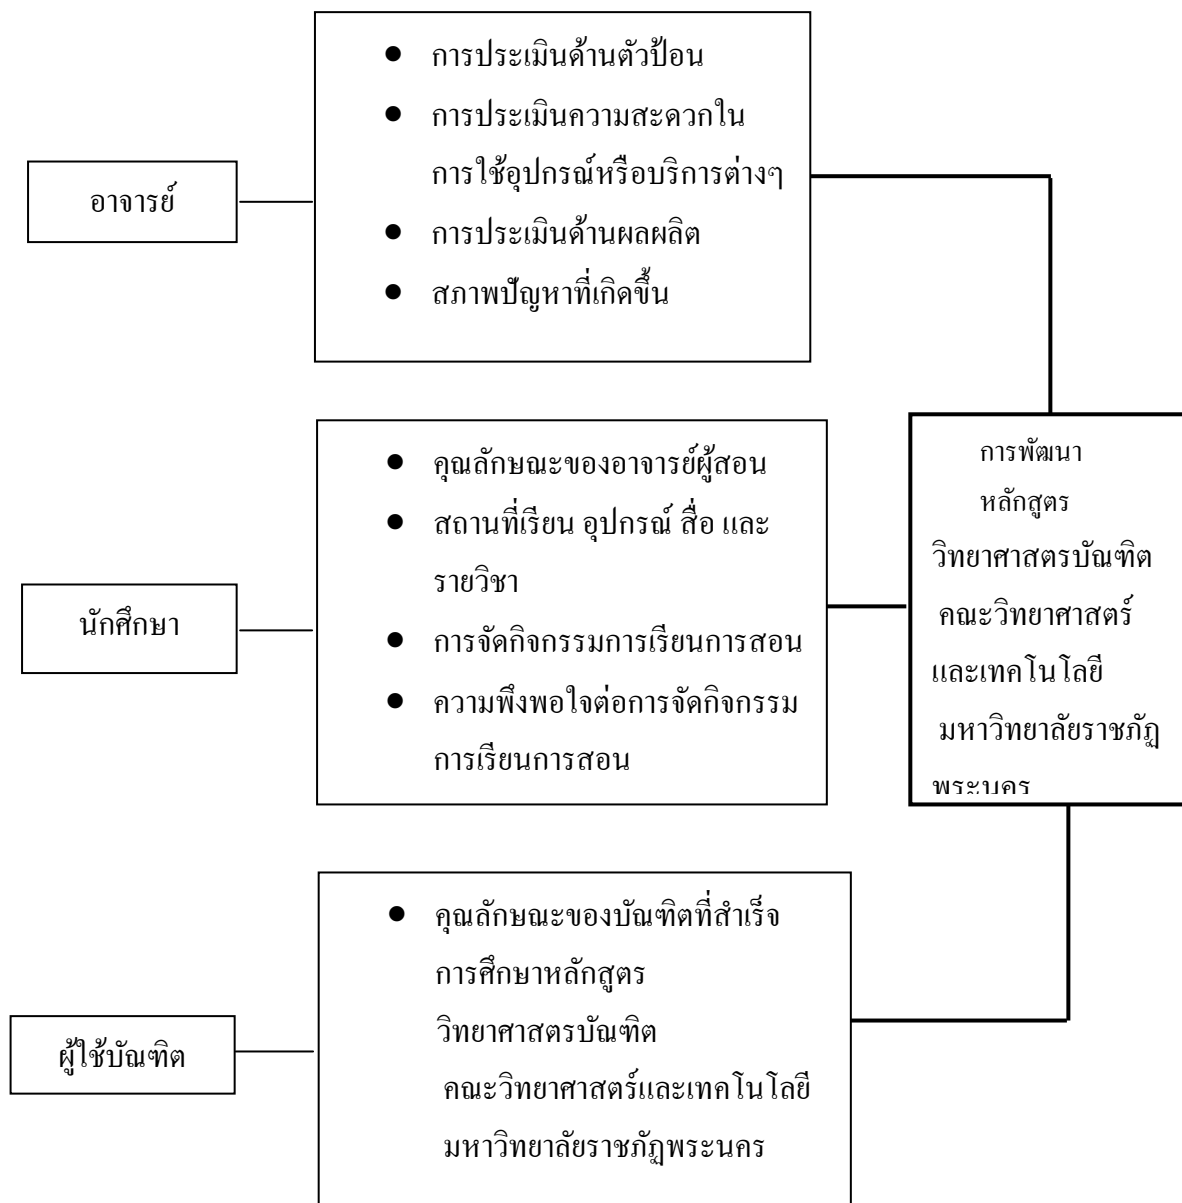 อาจารย์
● การประเมินด้านตัวป้อน
● การประเมินความสะดวกใน
การใช้อุปกรณ์หรือบริการต่างๆ
● การประเมินด้านผลผลิต
● สภาพปัญหาที่เกิดขึ้น
นักศึกษา
● คุณลักษณะของอาจารย์ผู้สอน
● สถานที่เรียน อุปกรณ์ สื่อ และ
รายวิชา
● การจัดกิจกรรมการเรียนการสอน
● ความพึงพอใจต่อการจัดกิจกรรม
การเรียนการสอน
ผู้ใช้บัณฑิต
● คุณลักษณะของบัณฑิตที่สำเร็จ
การศึกษาหลักสูตร
วิทยาศาสตรบัณฑิต
คณะวิทยาศาสตร์และเทคโนโลยี
มหาวิทยาลัยราชภัฏพระนคร
การพัฒนา
หลักสูตร
วิทยาศาสตรบัณฑิต
คณะวิทยาศาสตร์
และเทคโนโลยี
มหาวิทยาลัยราชภัฏ
พระนคร